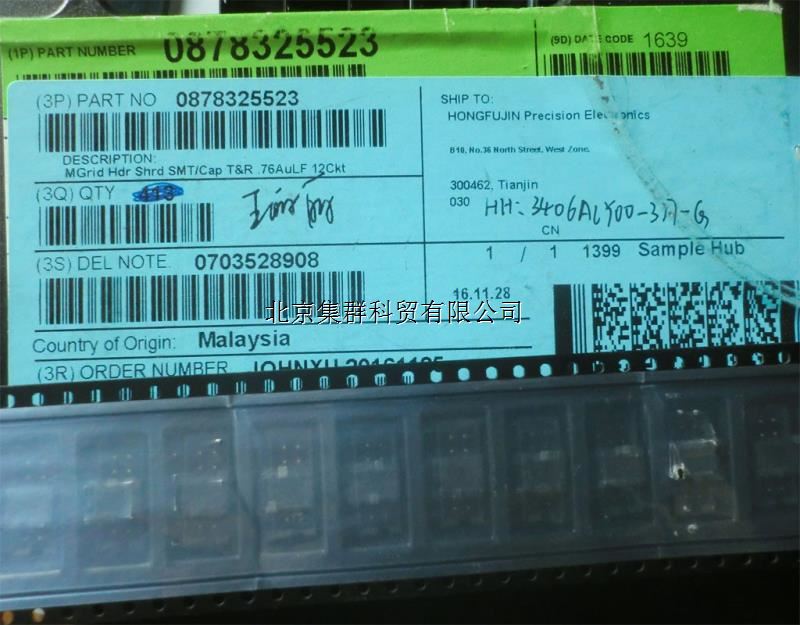 (1P) PART NUMBER 0878325523
(9D) DATE CODE 1639
(3P) PART NO 0878325523
DESCRIPTION:
MGrid Hdr Shrd SMT/Cap T&R .76AuLF 12Ckt
(3Q) QTY 413
(3S) DEL NOTE. 0703528908
Country of Origin: Malaysia
(3R) ORDER NUMBER JOHNXU 20161105
SHIP TO:
HONGFUJIN Precision Electronics
B10, No.36 North Street, West Zone,
300462, Tianjin
030
CN
1 / 1 1399 Sample Hub
16.11.28
北京集群科贸有限公司